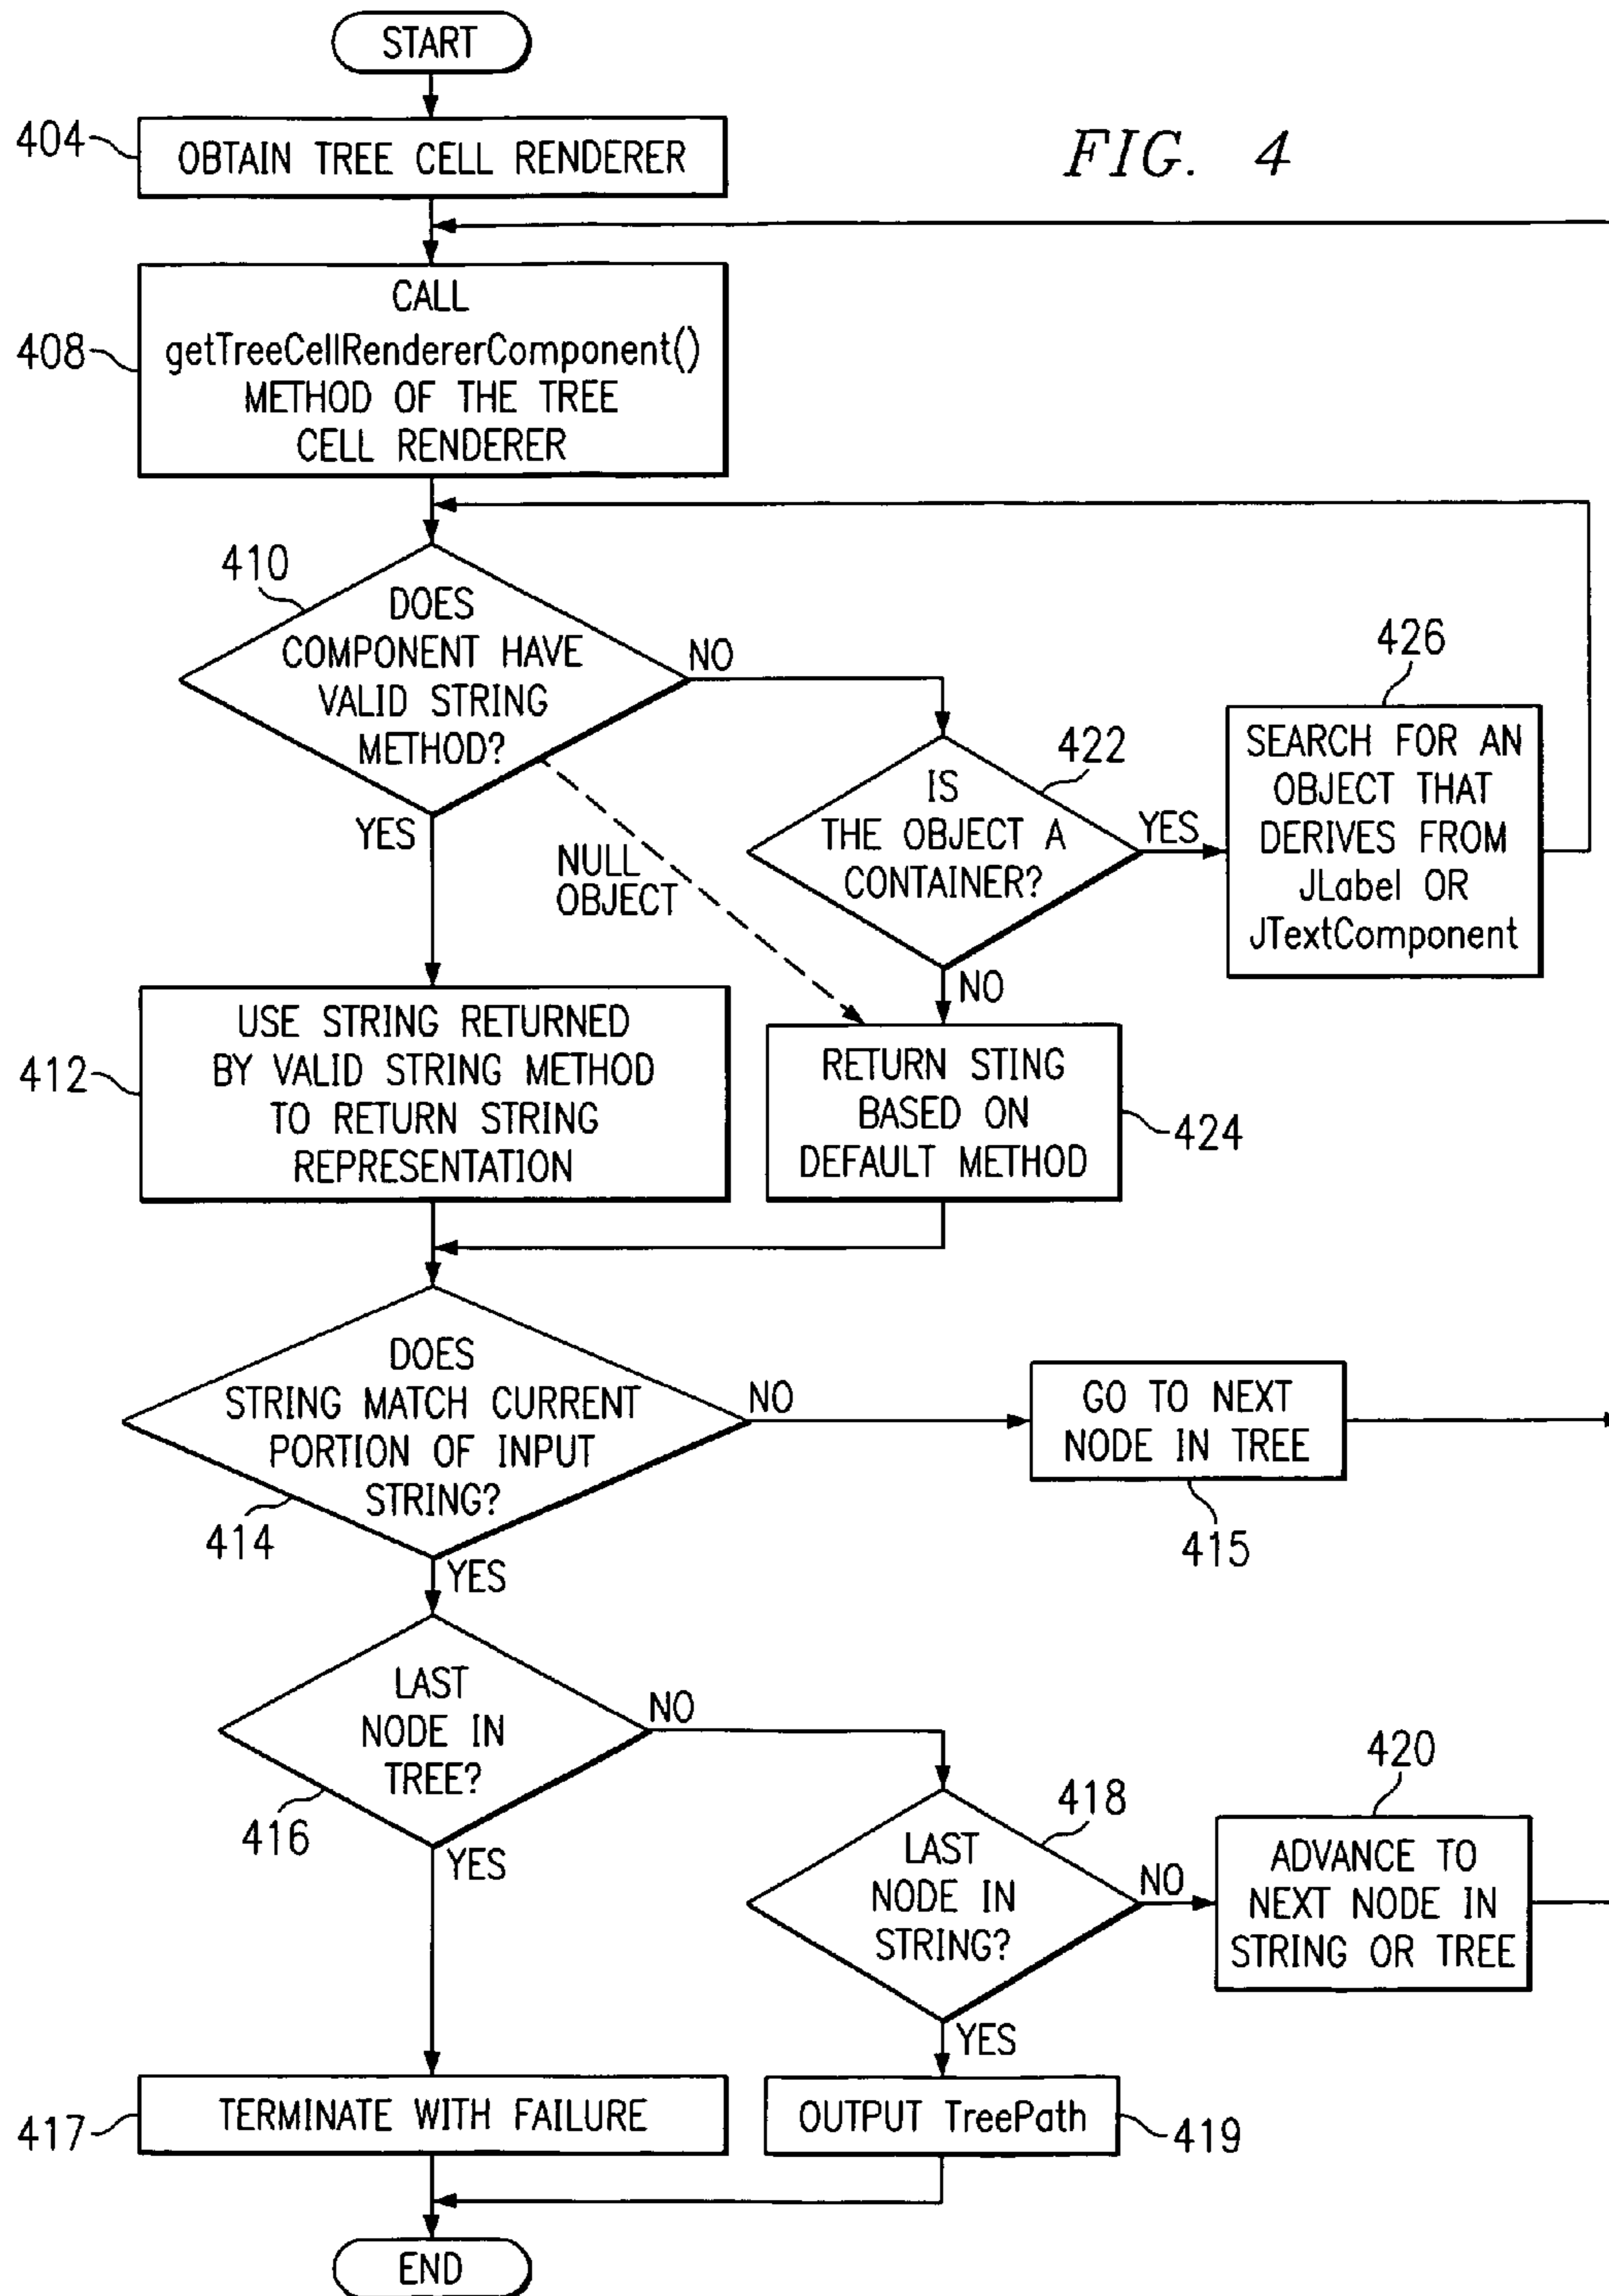 START
404
OBTAIN TREE CELL RENDERER
FIG. 4
408
CALL
getTreeCellRendererComponent()
METHOD OF THE TREE
CELL RENDERER
410
DOES
COMPONENT HAVE
VALID STRING
METHOD?
NO
YES
NULL
OBJECT
422
IS
THE OBJECT A
CONTAINER?
YES
NO
426
SEARCH FOR AN
OBJECT THAT
DERIVES FROM
JLabel OR
JTextComponent
412
USE STRING RETURNED
BY VALID STRING METHOD
TO RETURN STRING
REPRESENTATION
RETURN STING
BASED ON
DEFAULT METHOD
424
DOES
STRING MATCH CURRENT
PORTION OF INPUT
STRING?
414
NO
YES
GO TO NEXT
NODE IN TREE
415
LAST
NODE IN
TREE?
416
NO
YES
418
LAST
NODE IN
STRING?
NO
YES
420
ADVANCE TO
NEXT NODE IN
STRING OR TREE
417
TERMINATE WITH FAILURE
OUTPUT TreePath
419
END